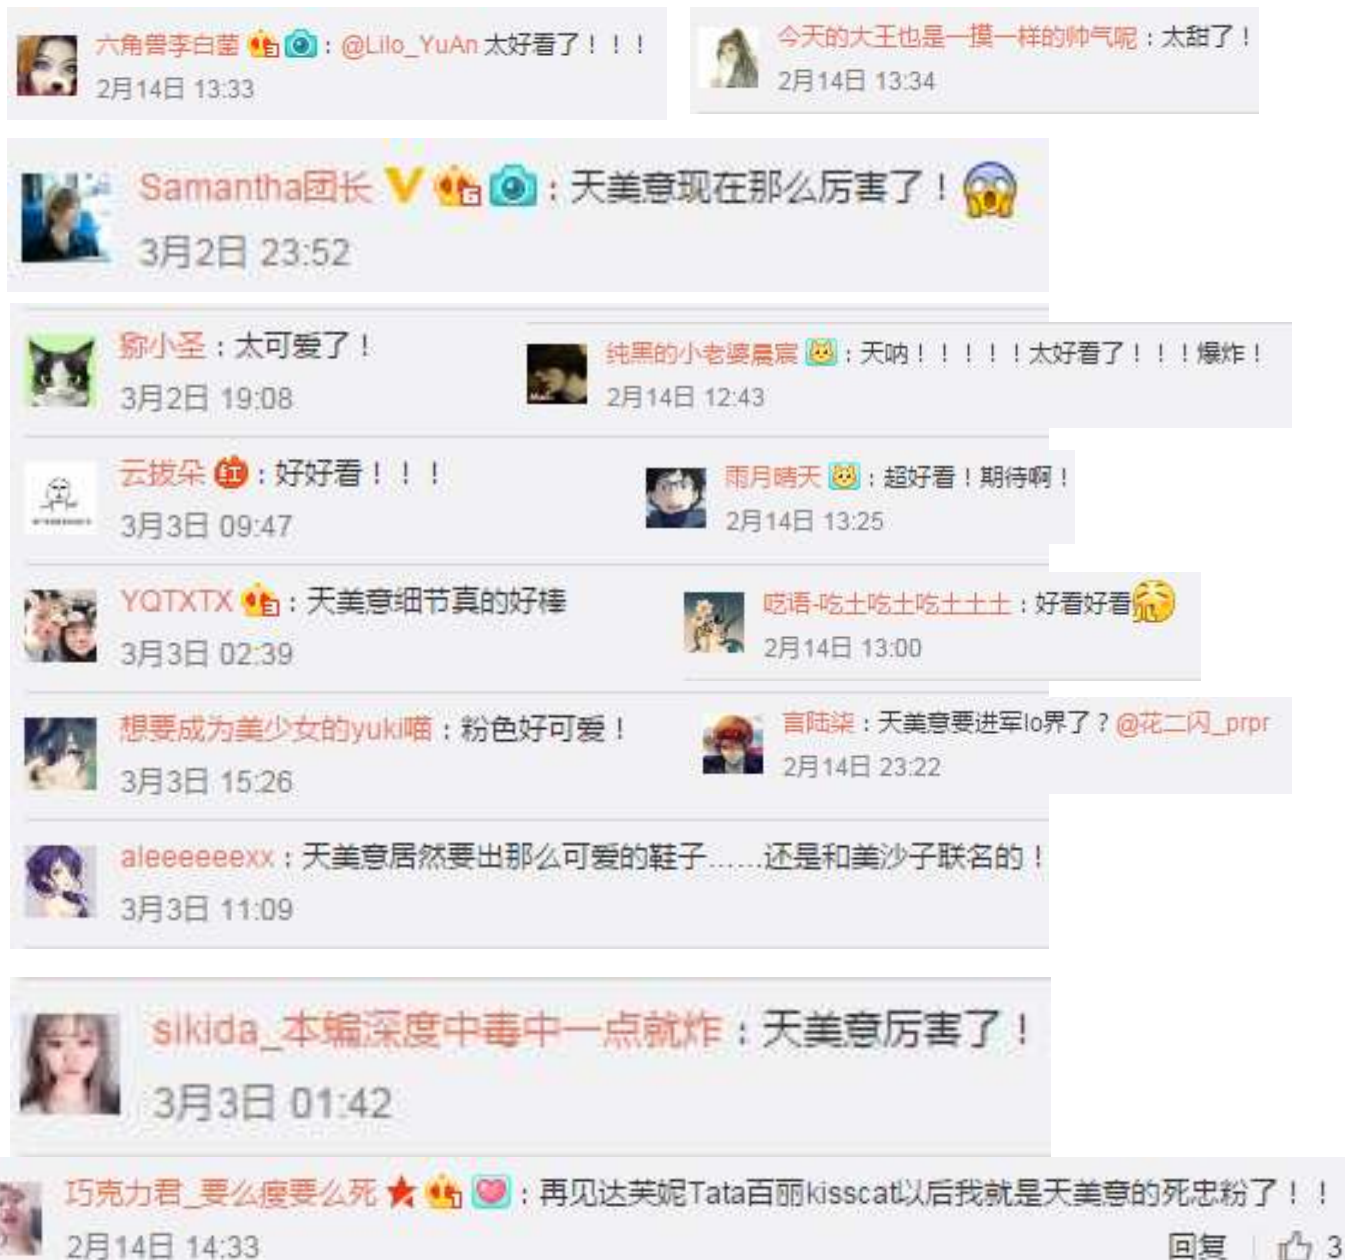 六角兽李白菌：@Lilo_YuAn 太好看了！！！
2月14日 13:33
今天的大王也是一摸一样的帅气呢：太甜了！
2月14日 13:34
Samantha团长：天美意现在那么厉害了！
3月2日 23:52
小圣：太可爱了！
3月2日 19:08
纯黑的小老婆晨宸：天呐！！！！！太好看了！！！爆炸！
2月14日 12:43
云拔朵：好好看！！！
3月3日 09:47
雨月晴天：超好看！期待啊！
2月14日 13:25
YQTXTX：天美意细节真的好棒
3月3日 02:39
呓语-吃土吃土吃土土土：好看好看
2月14日 13:00
想要成为美少女的yuki喵：粉色好可爱！
3月3日 15:26
言陆柒：天美意要进军lo界了？@花二闪_prpr
2月14日 23:22
aleeeeeexx：天美意居然要出那么可爱的鞋子……还是和美沙子联名的！
3月3日 11:09
sikida_本编深度中毒中一点就炸：天美意厉害了！
3月3日 01:42
巧克力君_要么瘦要么死：再见达芙妮Tata百丽kisscat以后我就是天美意的死忠粉了！！
2月14日 14:33
回复 3